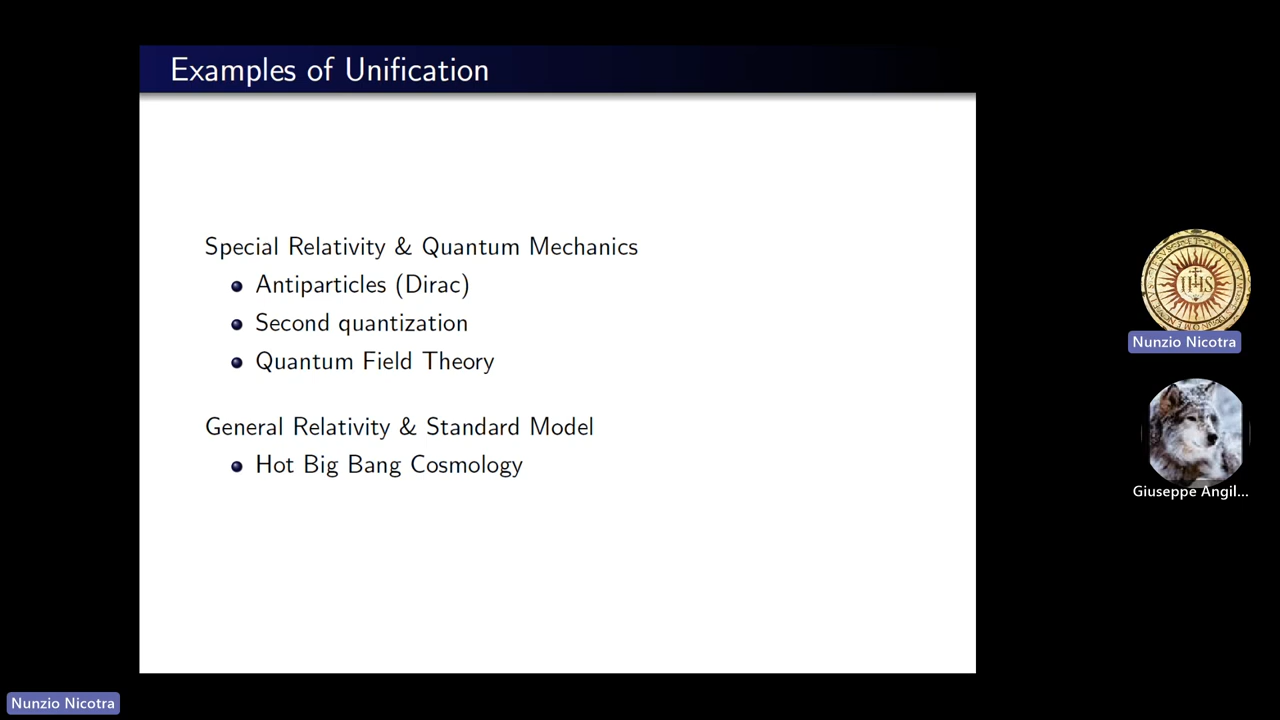 Examples of Unification
Special Relativity & Quantum Mechanics
Antiparticles (Dirac)
Second quantization
Quantum Field Theory
General Relativity & Standard Model
Hot Big Bang Cosmology
IHS
Nunzio Nicotra
Giuseppe Angil...
Nunzio Nicotra